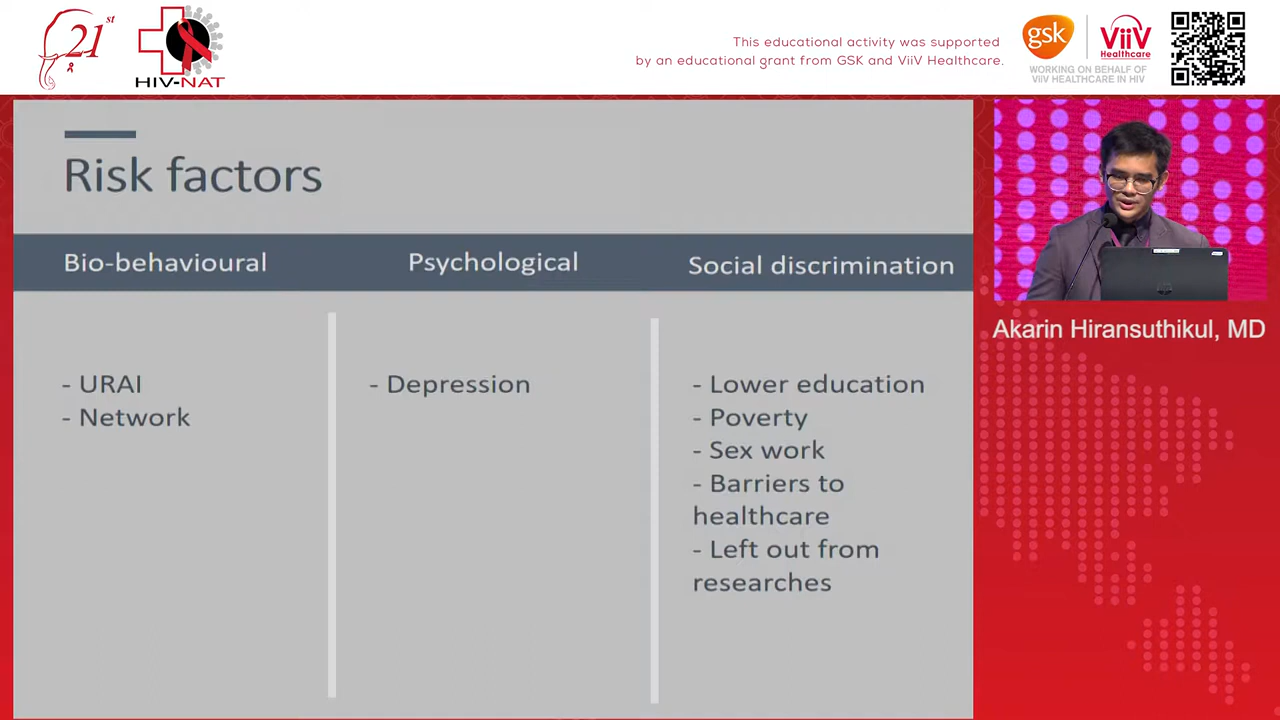 21st
HIV-NAT
This educational activity was supported
by an educational grant from GSK and ViiV Healthcare.
gsk
ViiV
Healthcare
WORKING ON BEHALF OF
VIIV HEALTHCARE IN HIV
Risk factors
Bio-behavioural
Psychological
Social discrimination
- URAI
- Network
- Depression
- Lower education
- Poverty
- Sex work
- Barriers to
healthcare
- Left out from
researches
Akarin Hiransuthikul, MD